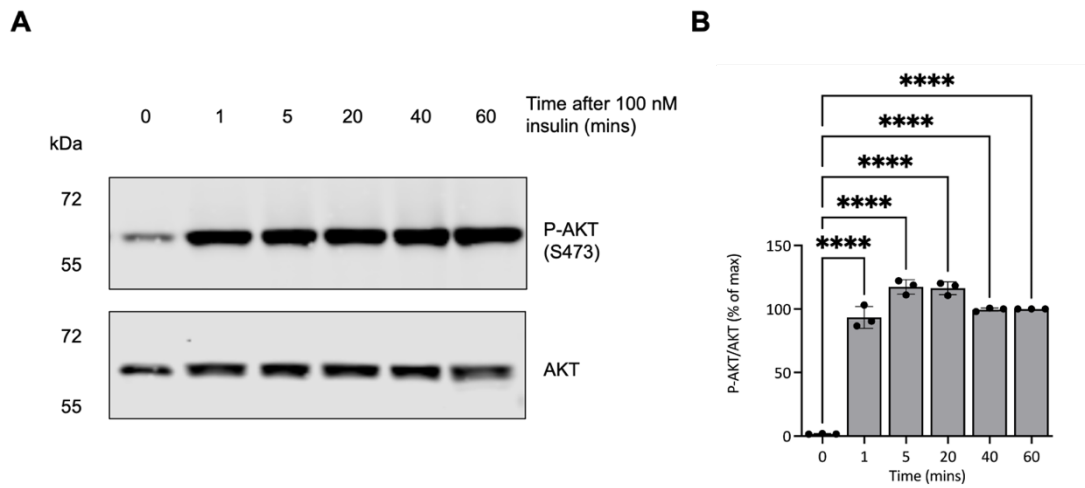 A
0 1 5 20 40 60
Time after 100 nM
insulin (mins)
kDa
72
55
P-AKT
(S473)
72
55
AKT
B
****
****
****
****
****
150
100
50
0
P-AKT/AKT (% of max)
0 1 5 20 40 60
Time (mins)